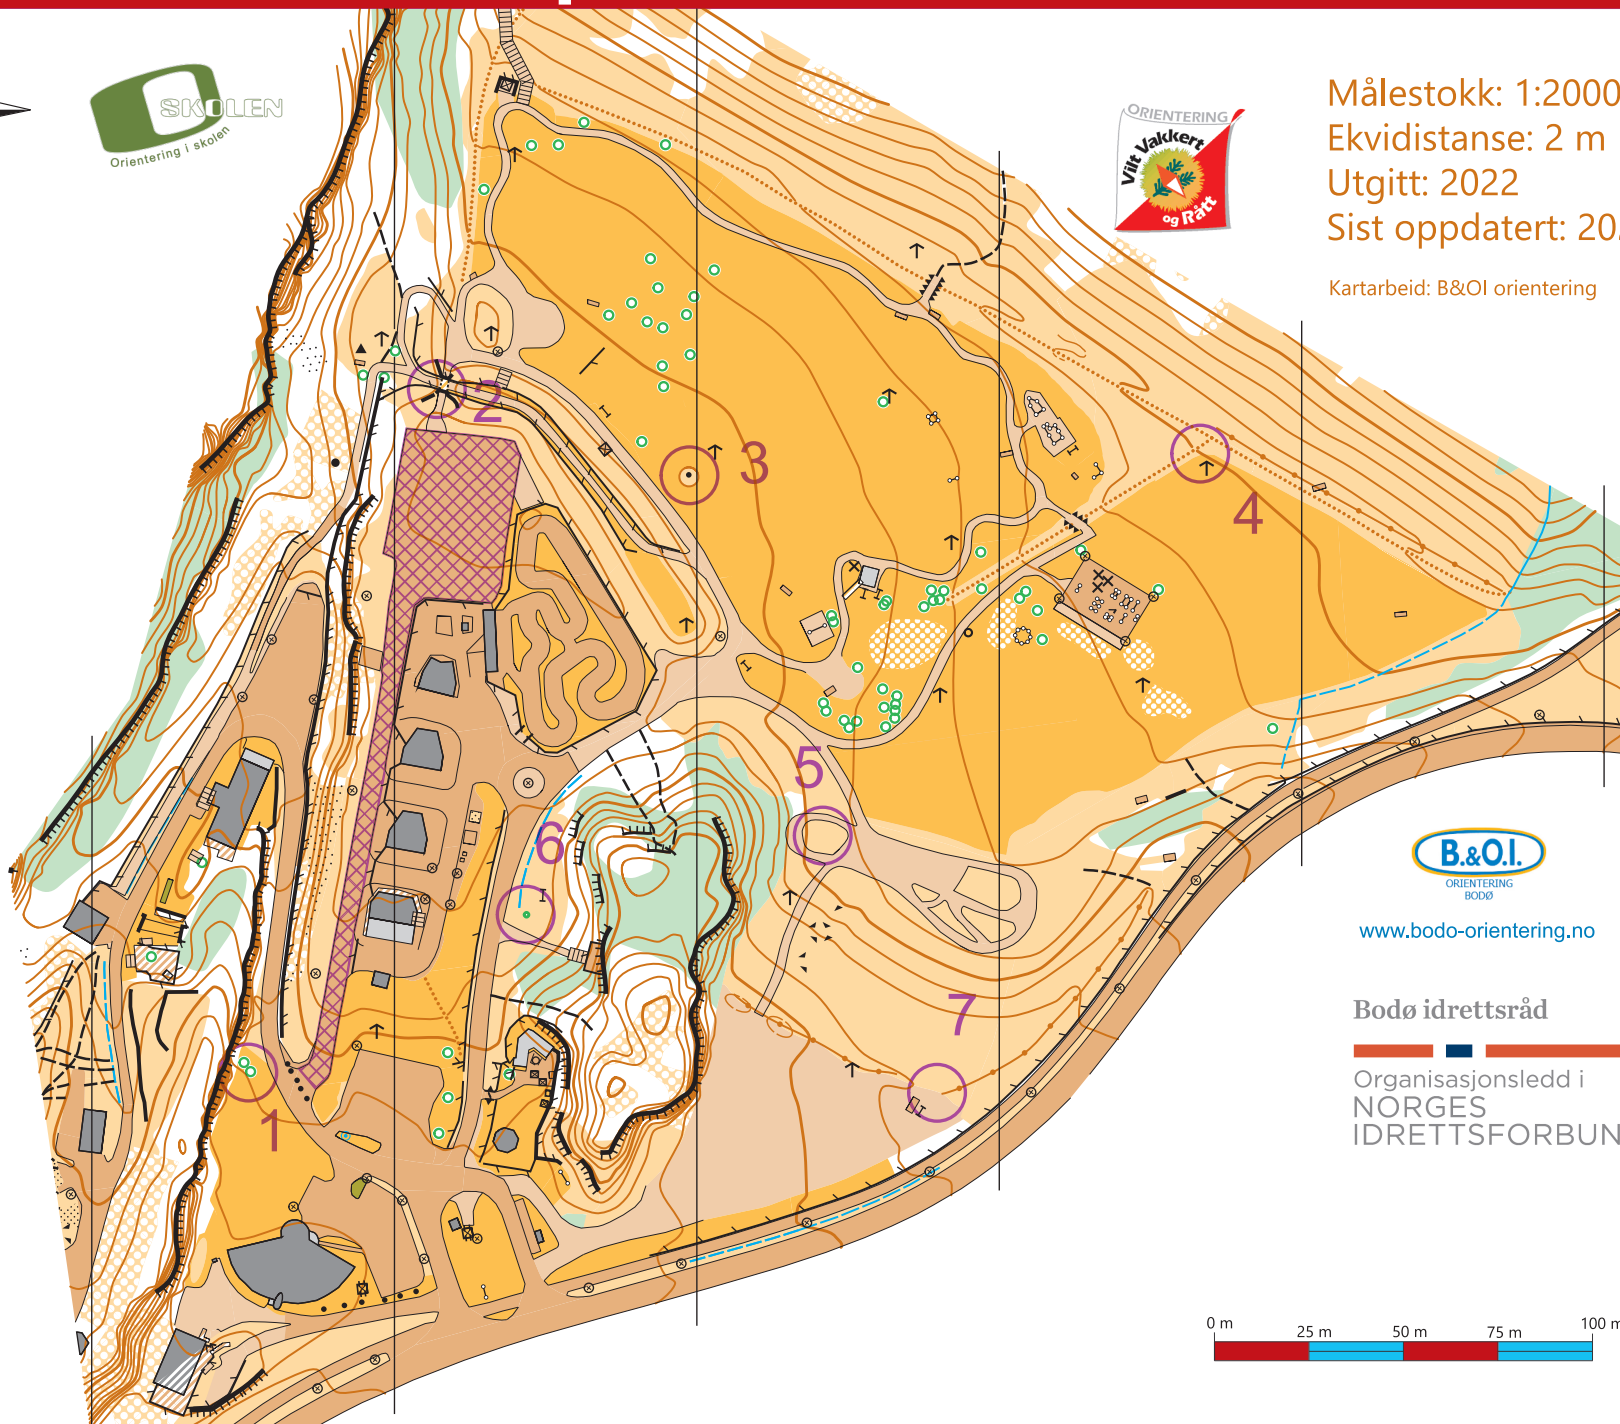 SKOLEN
Orientering i skolen
ORIENTERING
Vilt Vakkert
og Rått
Målestokk: 1:2000
Ekvidistanse: 2 m
Utgitt: 2022
Sist oppdatert: 20
Kartarbeid: B&OI orientering
2
3
4
5
6
7
1
B.&O.I.
ORIENTERING
BODØ
www.bodo-orientering.no
Bodø idrettsråd
Organisasjonsledd i
NORGES
IDRETTSFORBUN
0 m 25 m 50 m 75 m 100 m